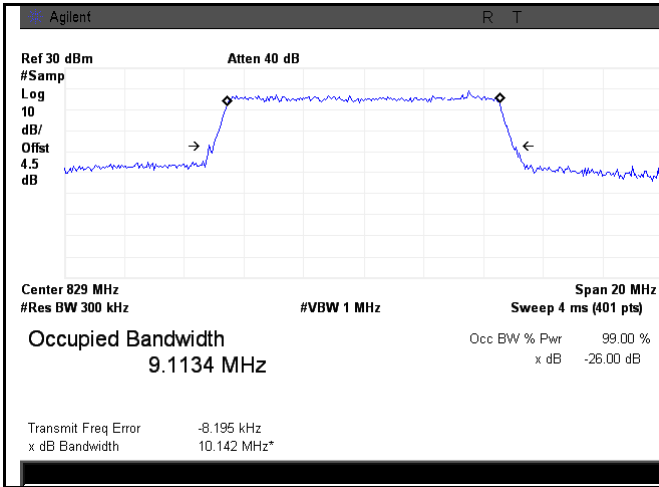 Agilent R T
Ref 30 dBm Atten 40 dB
#Samp
Log
10
dB/
Offst
4.5
dB
Center 829 MHz Span 20 MHz
#Res BW 300 kHz #VBW 1 MHz Sweep 4 ms (401 pts)
Occupied Bandwidth Occ BW % Pwr 99.00 %
9.1134 MHz x dB -26.00 dB
Transmit Freq Error -8.195 kHz
x dB Bandwidth 10.142 MHz*